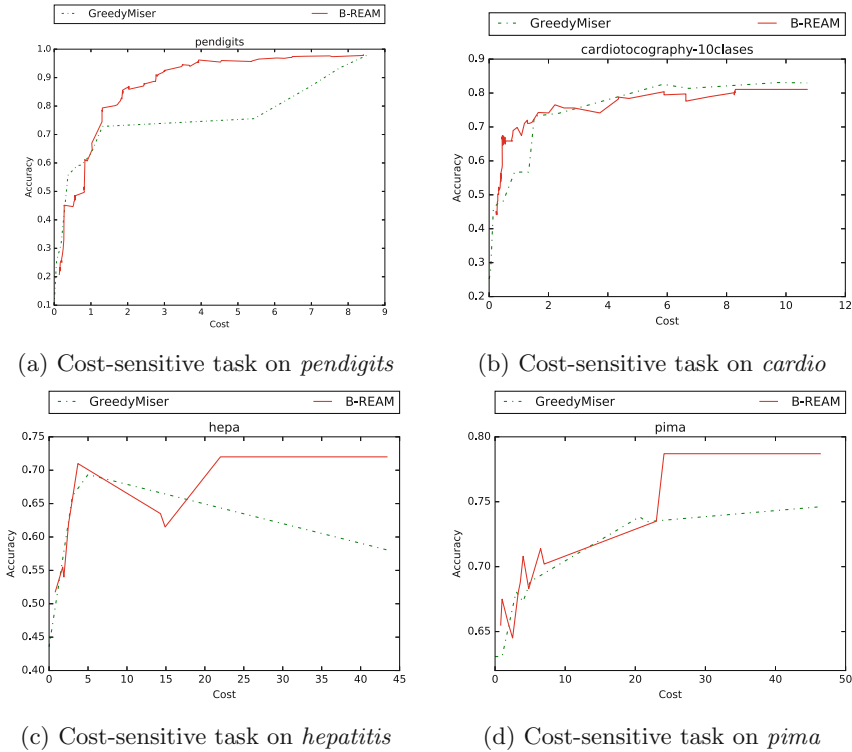 GreedyMiser B-REAM
GreedyMiser B-REAM
pendigits
cardiotocography-10clases
Accuracy
1.0
0.9
0.8
0.7
0.6
0.5
0.4
0.3
0.2
0.1
0 1 2 3 4 5 6 7 8 9
Cost
Accuracy
0.9
0.8
0.7
0.6
0.5
0.4
0.3
0.2
0 2 4 6 8 10 12
Cost
(a) Cost-sensitive task on pendigits
(b) Cost-sensitive task on cardio
GreedyMiser B-REAM
GreedyMiser B-REAM
hepa
pima
Accuracy
0.75
0.70
0.65
0.60
0.55
0.50
0.45
0.40
0 5 10 15 20 25 30 35 40 45
Cost
Accuracy
0.80
0.75
0.70
0.65
0 10 20 30 40 50
Cost
(c) Cost-sensitive task on hepatitis
(d) Cost-sensitive task on pima